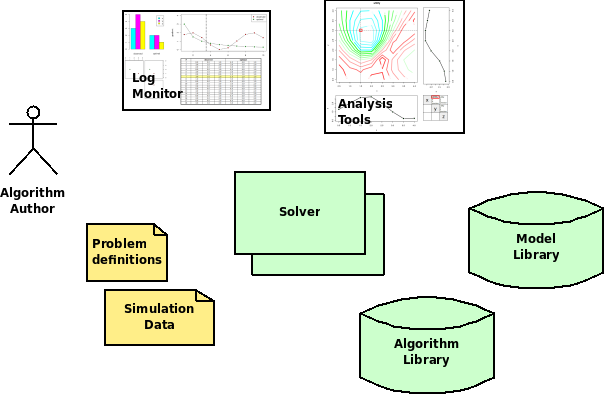 Log
Monitor
Analysis
Tools
Algorithm
Author
Solver
Problem
definitions
Model
Library
Simulation
Data
Algorithm
Library